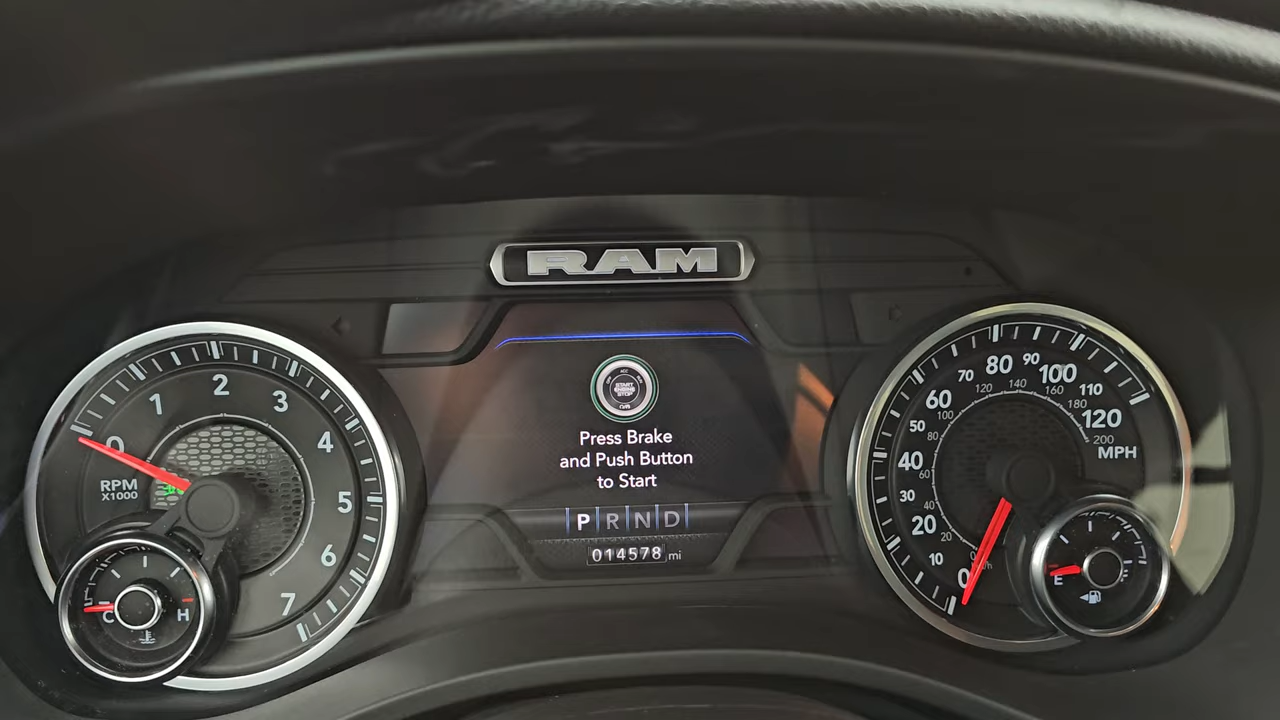 RAM
START
ENGINE
STOP
Press Brake
and Push Button
to Start
P R N D
014578 mi
0 1 2 3 4 5 6 7
RPM
X1000
C H
0 10 20 30 40 50 60 70 80 90 100 110 120
MPH
20 40 60 80 100 120 140 160 180 200
E F